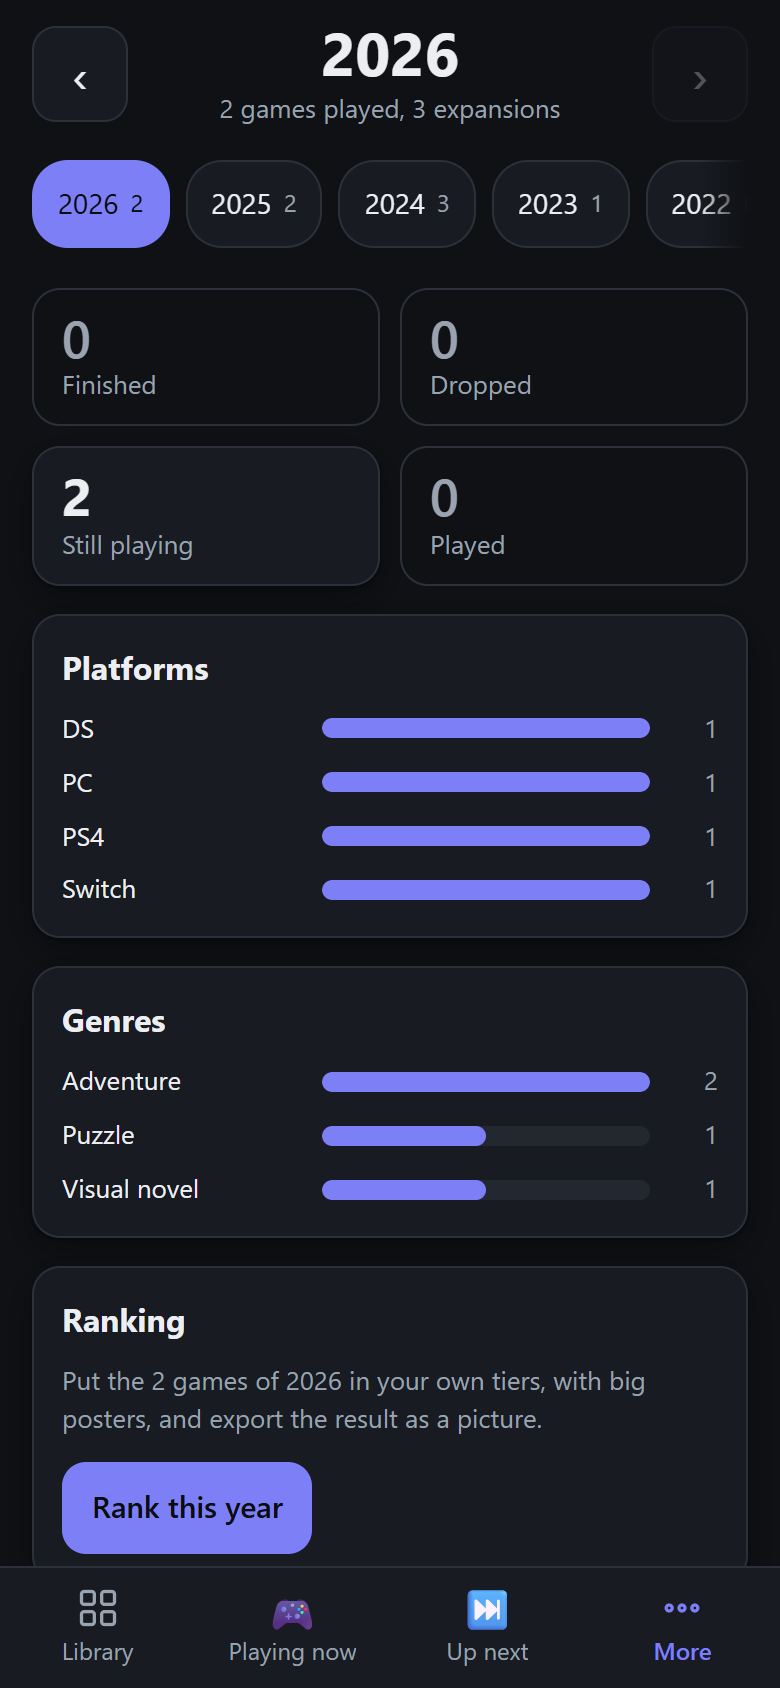 ‹
2026
›
2 games played, 3 expansions
2026 2
2025 2
2024 3
2023 1
2022
0
Finished
0
Dropped
2
Still playing
0
Played
Platforms
DS 1
PC 1
PS4 1
Switch 1
Genres
Adventure 2
Puzzle 1
Visual novel 1
Ranking
Put the 2 games of 2026 in your own tiers, with big
posters, and export the result as a picture.
Rank this year
Library
Playing now
Up next
More